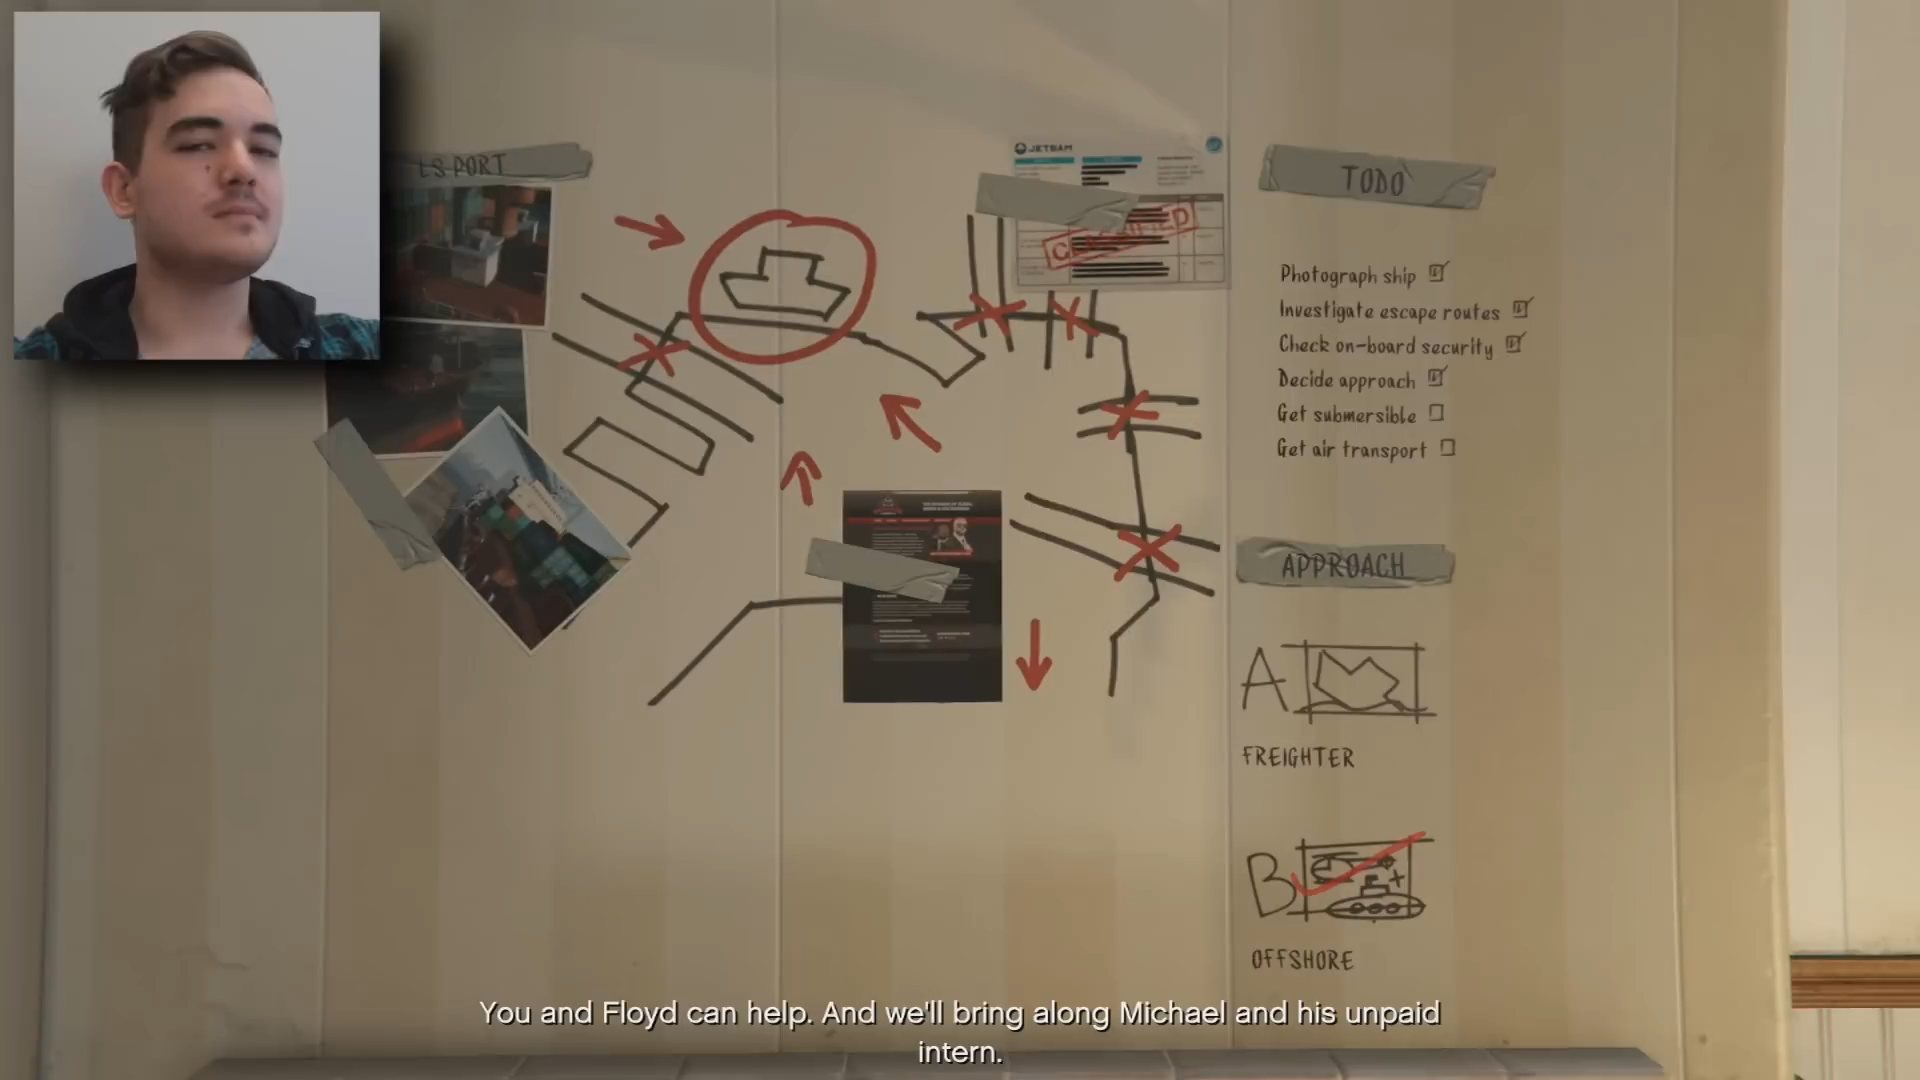 LS PORT
JETSAM
CLASSIFIED
TODO
Photograph ship
Investigate escape routes
Check on-board security
Decide approach
Get submersible
Get air transport
APPROACH
A
FREIGHTER
B
OFFSHORE
You and Floyd can help. And we'll bring along Michael and his unpaid
intern.